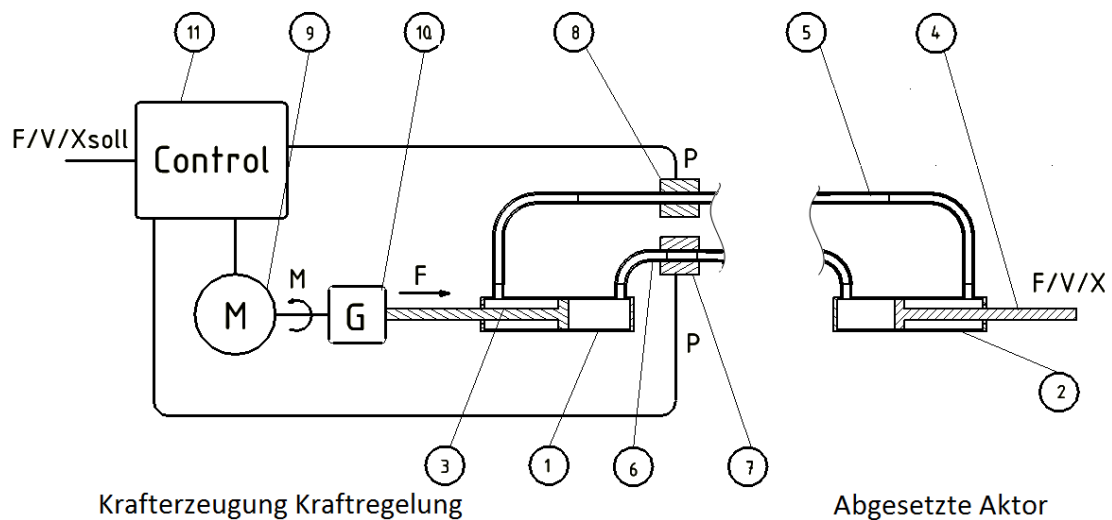 11
9
10
8
5
4
F/V/Xsoll
Control
P
M
M
G
F
F/V/X
P
2
3
1
6
7
Krafterzeugung Kraftregelung
Abgesetzte Aktor